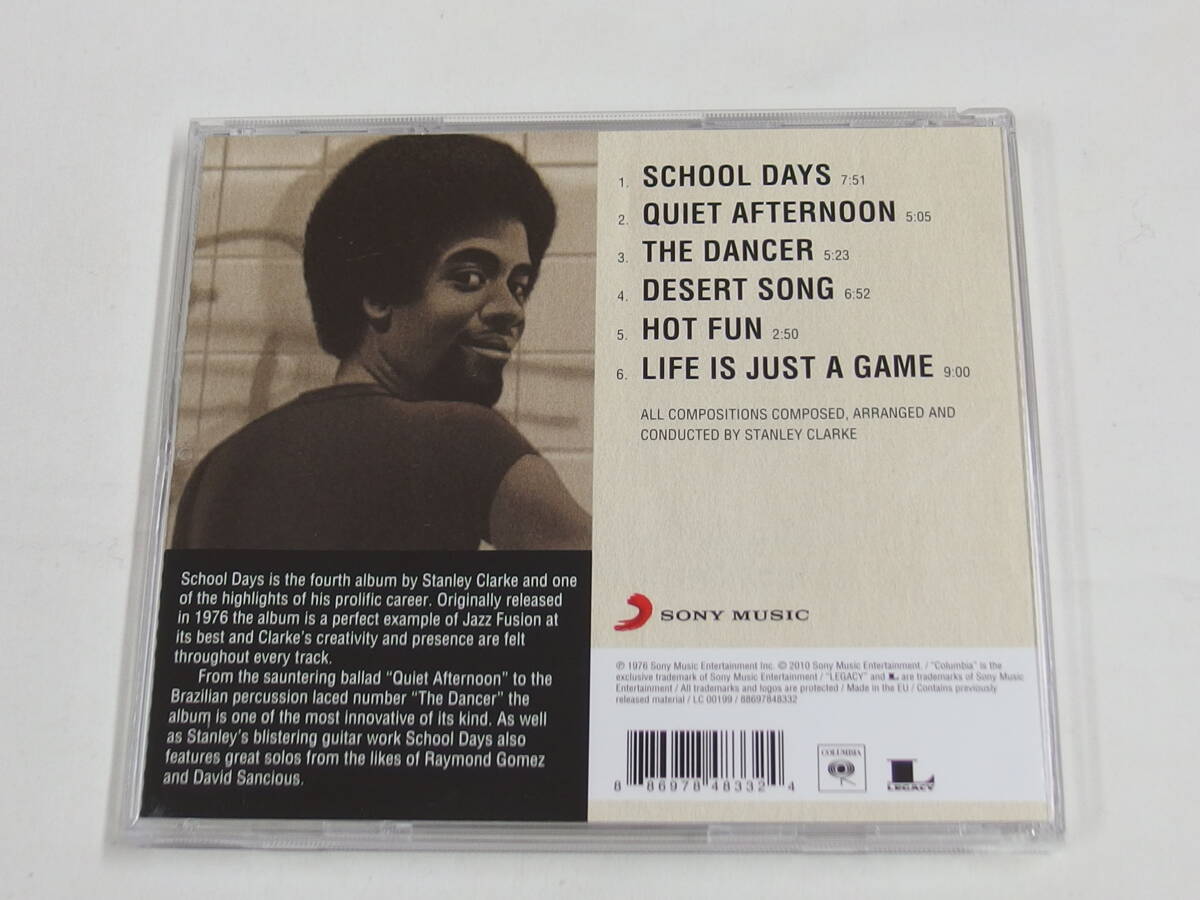 1. SCHOOL DAYS 7:51
2. QUIET AFTERNOON 5:05
3. THE DANCER 5:23
4. DESERT SONG 6:52
5. HOT FUN 2:50
6. LIFE IS JUST A GAME 9:00
ALL COMPOSITIONS COMPOSED, ARRANGED AND
CONDUCTED BY STANLEY CLARKE
School Days is the fourth album by Stanley Clarke and one
of the highlights of his prolific career. Originally released
in 1976 the album is a perfect example of Jazz Fusion at
its best and Clarke's creativity and presence are felt
throughout every track.
From the sauntering ballad "Quiet Afternoon" to the
Brazilian percussion laced number "The Dancer" the
album is one of the most innovative of its kind. As well
as Stanley's blistering guitar work School Days also
features great solos from the likes of Raymond Gomez
and David Sancious.
SONY MUSIC
℗ 1976 Sony Music Entertainment Inc. © 2010 Sony Music Entertainment. / "Columbia" is the
exclusive trademark of Sony Music Entertainment / "LEGACY" and L are trademarks of Sony Music
Entertainment / All trademarks and logos are protected / Made in the EU / Contains previously
released material / LC 00199 / 88697848332
8 86978 48332 4
COLUMBIA
LEGACY